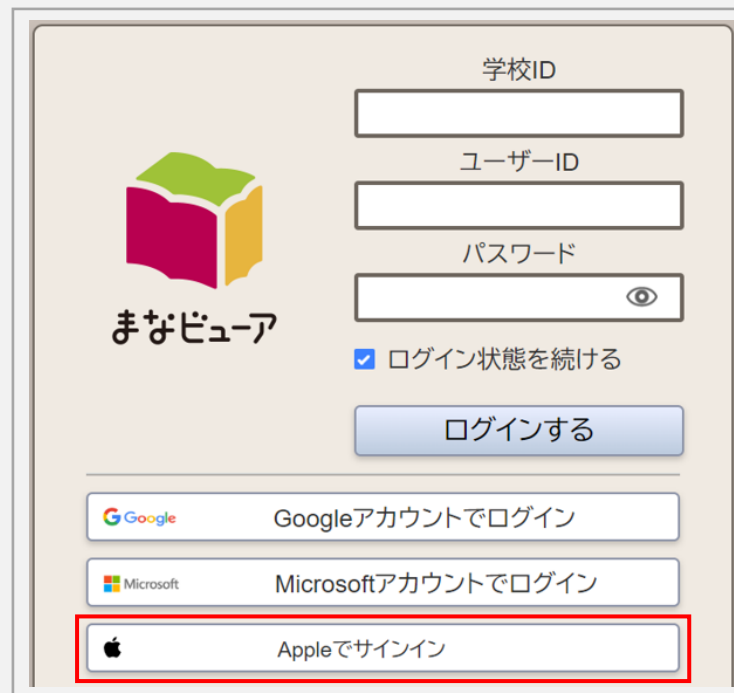 学校ID
ユーザーID
パスワード
まなビューア
ログイン状態を続ける
ログインする
Google Googleアカウントでログイン
Microsoft Microsoftアカウントでログイン
Appleでサインイン